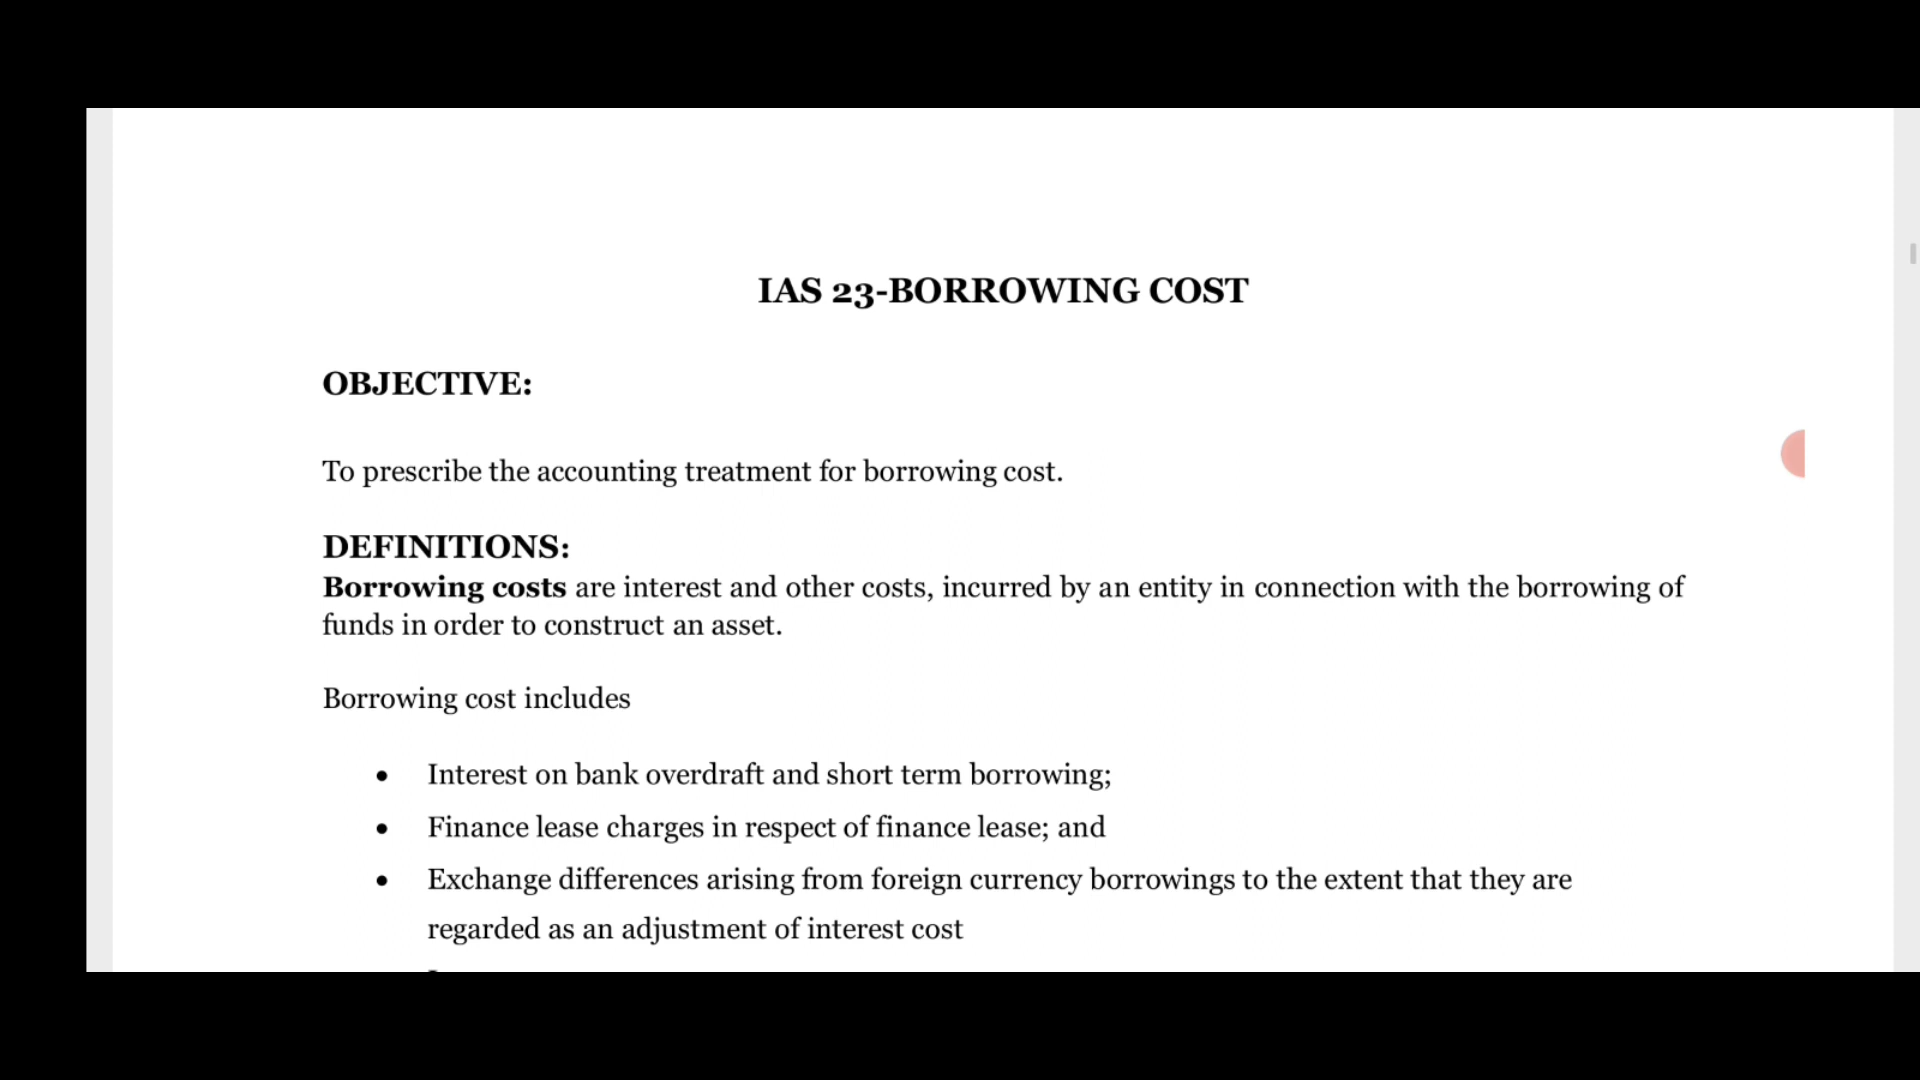 IAS 23-BORROWING COST
OBJECTIVE:
To prescribe the accounting treatment for borrowing cost.
DEFINITIONS:
Borrowing costs are interest and other costs, incurred by an entity in connection with the borrowing of
funds in order to construct an asset.
Borrowing cost includes
• Interest on bank overdraft and short term borrowing;
• Finance lease charges in respect of finance lease; and
• Exchange differences arising from foreign currency borrowings to the extent that they are
regarded as an adjustment of interest cost